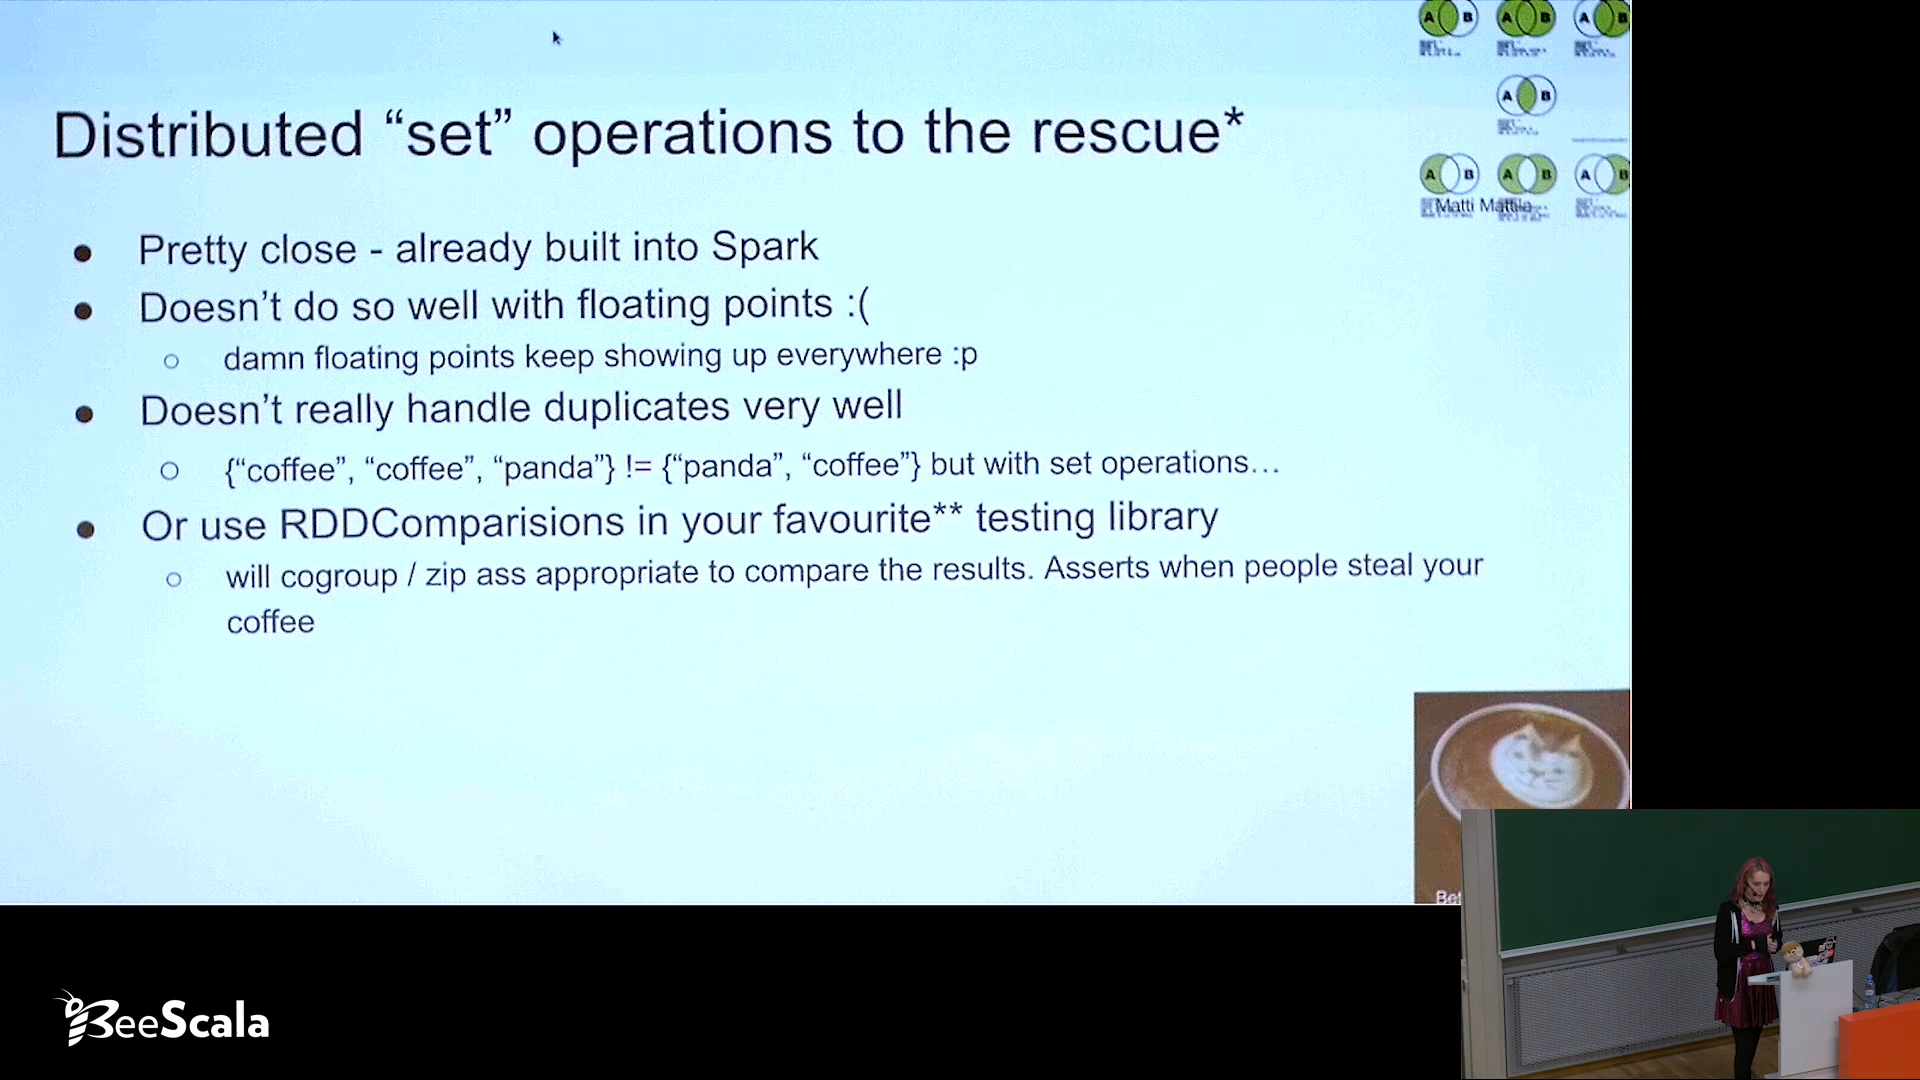 Distributed “set” operations to the rescue*
A B A B A B
A B
A B A B A B
Matti Mattila
● Pretty close - already built into Spark
● Doesn’t do so well with floating points :(
○ damn floating points keep showing up everywhere :p
● Doesn’t really handle duplicates very well
○ {“coffee”, “coffee”, “panda”} != {“panda”, “coffee”} but with set operations…
● Or use RDDComparisions in your favourite** testing library
○ will cogroup / zip ass appropriate to compare the results. Asserts when people steal your
coffee
BeeScala